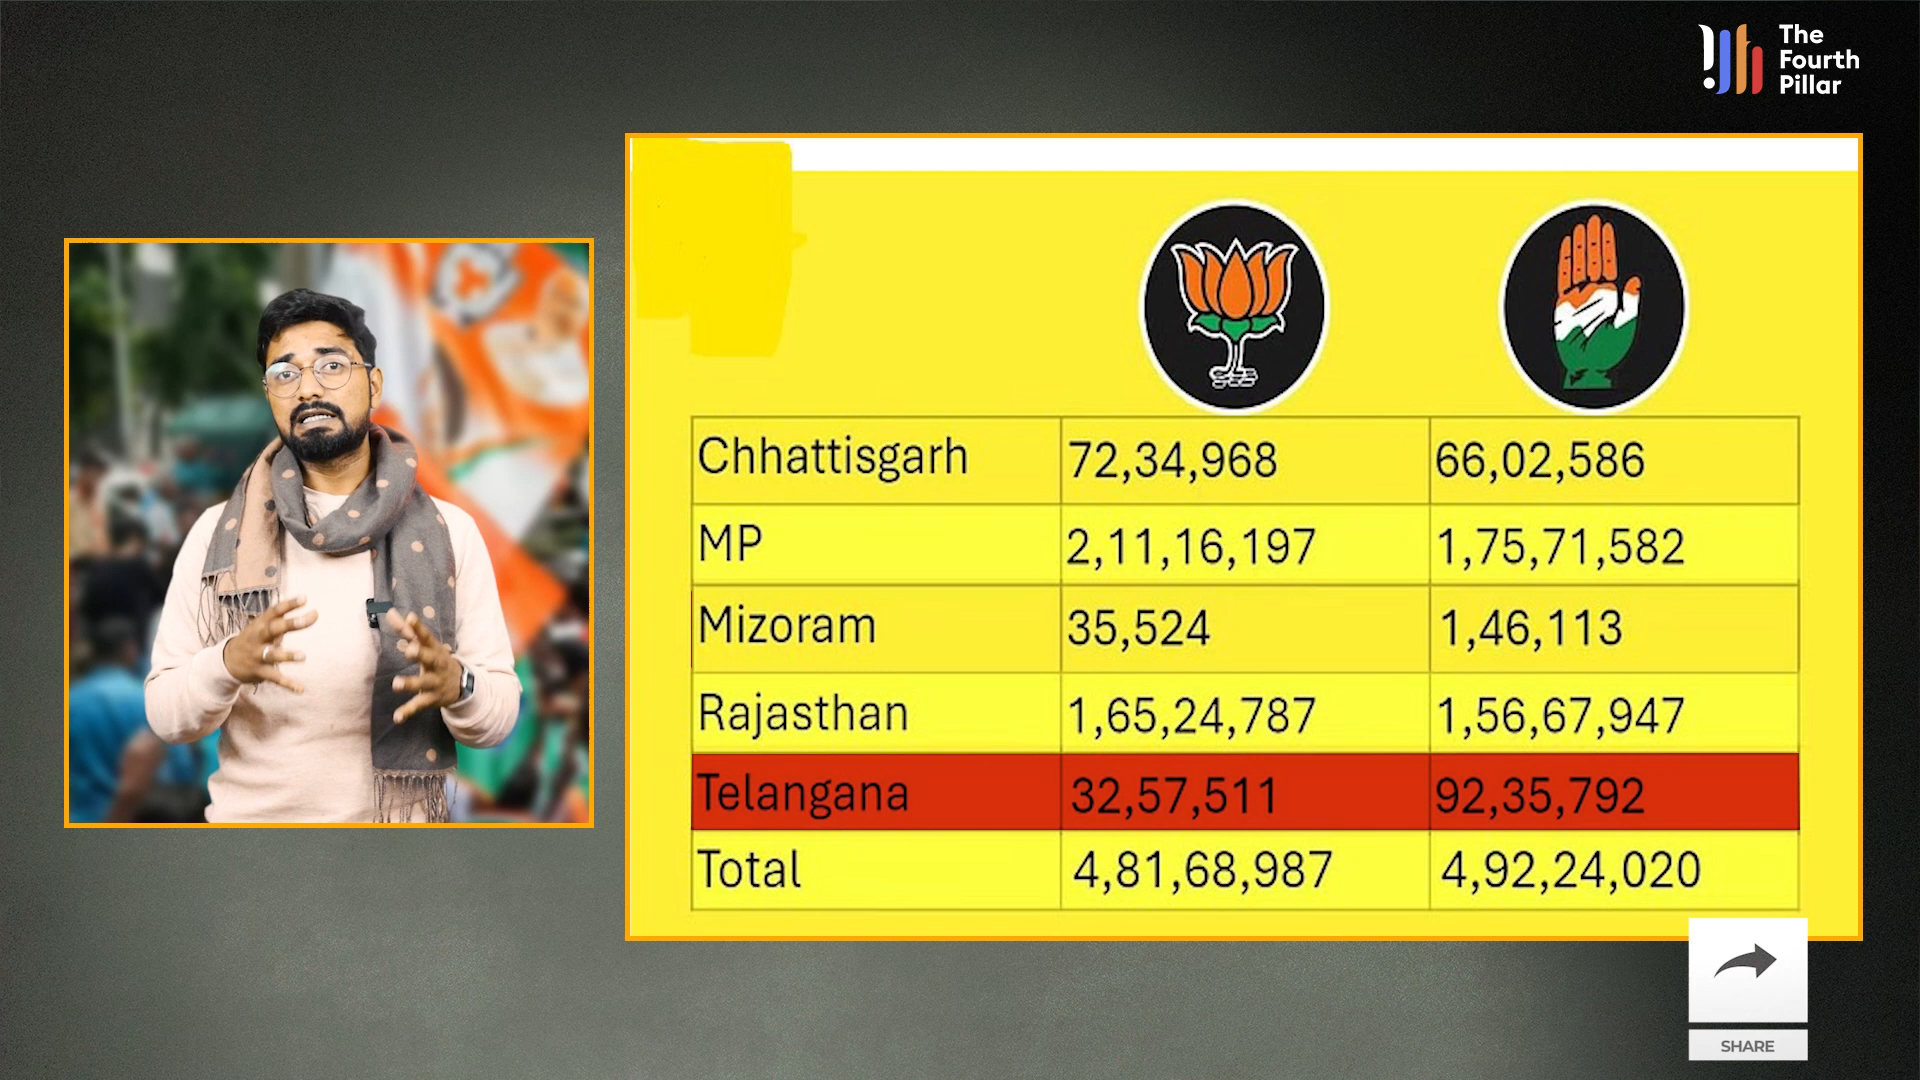 The
Fourth
Pillar
Chhattisgarh 72,34,968 66,02,586
MP 2,11,16,197 1,75,71,582
Mizoram 35,524 1,46,113
Rajasthan 1,65,24,787 1,56,67,947
Telangana 32,57,511 92,35,792
Total 4,81,68,987 4,92,24,020
SHARE